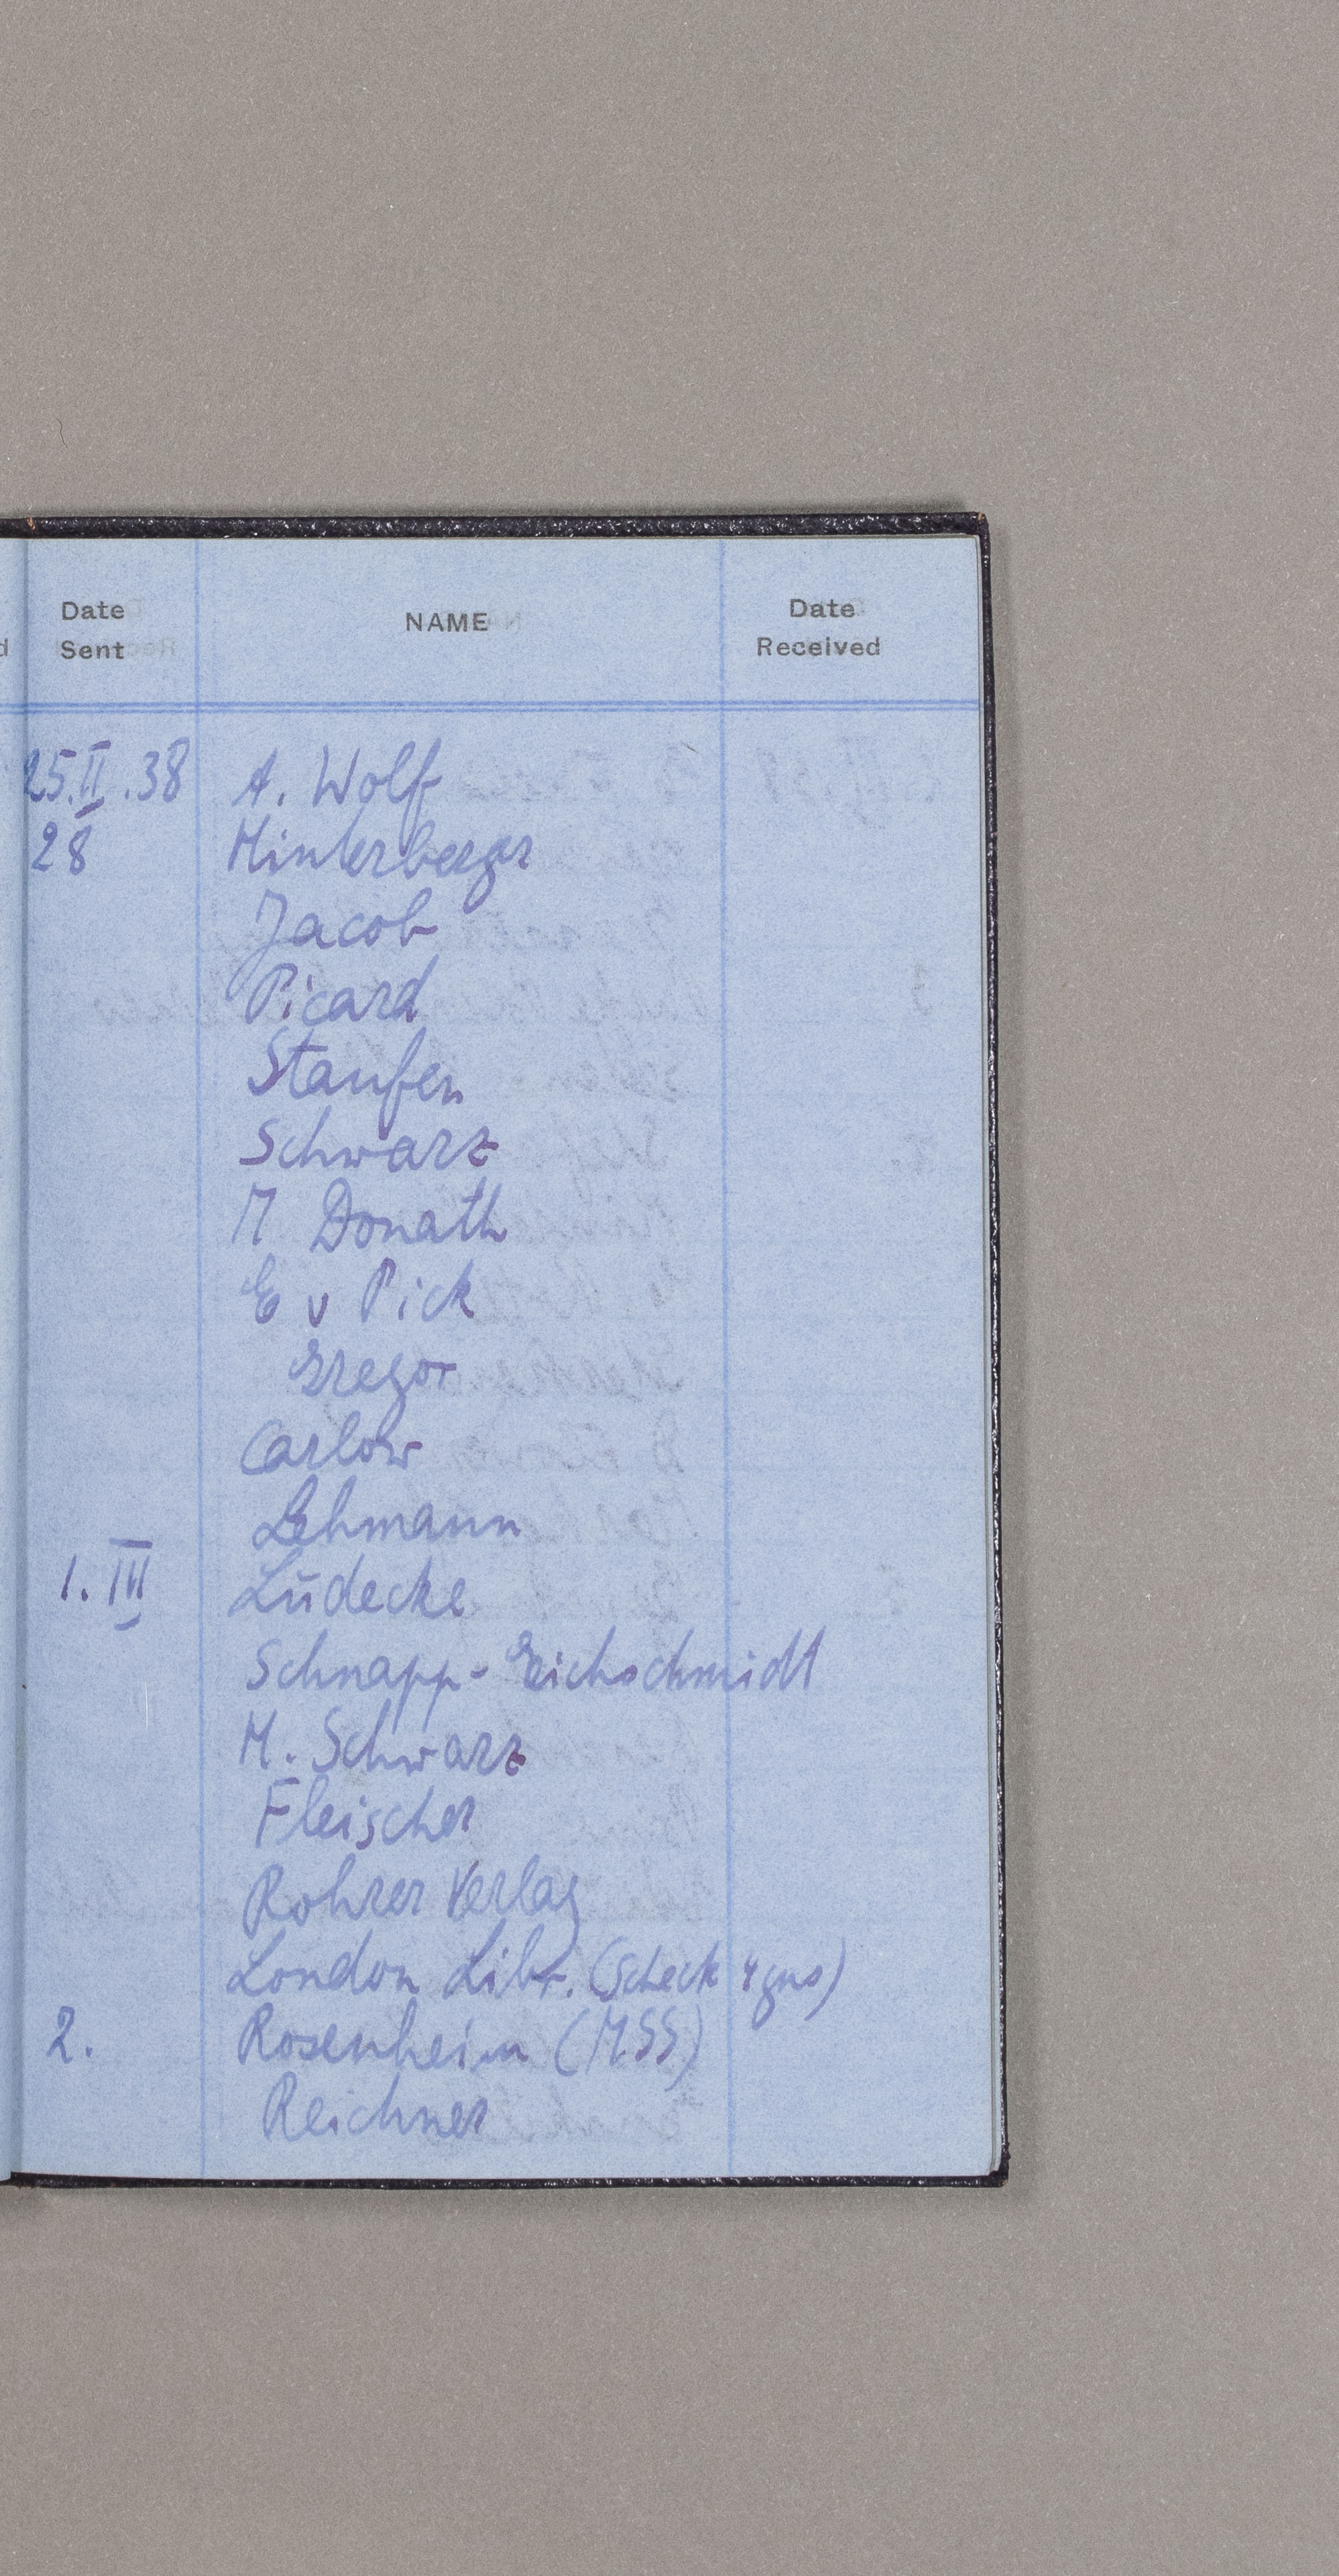 Date Sent NAME Date Received
25.II.38 A. Wolf
28 Hinterberger
Jacob
Picard
Staufen
Schwarz
M Donath
E v Pick
Gregor
Carlow
Lehmann
1. III Lüdecke
Schnapp-Eichschmidt
M. Schwarz
Fleischer
Rohrer Verlag
London Libr. (Scheck 4 gns)
2. Rosenheim (MSS)
Reichner